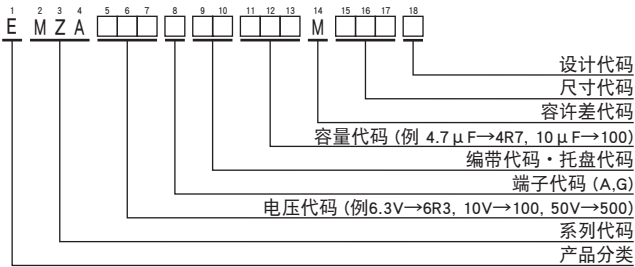 1 2 3 4 5 6 7 8 9 10 11 12 13 14 15 16 17 18
E M Z A □□□ □ □□ □□□ M □□□ □
设计代码
尺寸代码
容许差代码
容量代码 (例 4.7μF→4R7, 10μF→100)
编带代码・托盘代码
端子代码 (A,G)
电压代码 (例6.3V→6R3, 10V→100, 50V→500)
系列代码
产品分类